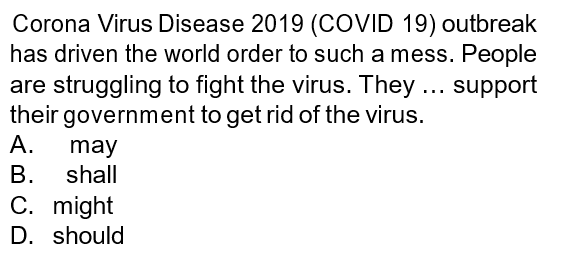 Corona Virus Disease 2019 (COVID 19) outbreak
has driven the world order to such a mess. People
are struggling to fight the virus. They … support
their government to get rid of the virus.
A. may
B. shall
C. might
D. should